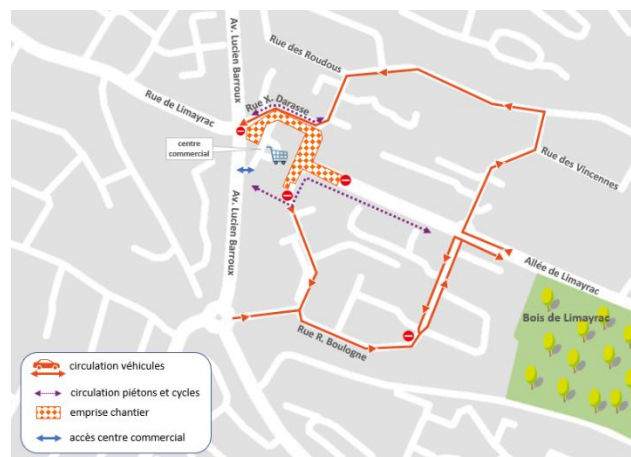 Av. Lucien Barroux
Rue des Roudous
Rue de Limayrac
Rue X. Darasse
centre
commercial
Rue des Vincennes
Av. Lucien Barroux
Allée de Limayrac
Bois de Limayrac
Rue R. Boulogne
circulation véhicules
circulation piétons et cycles
emprise chantier
accès centre commercial